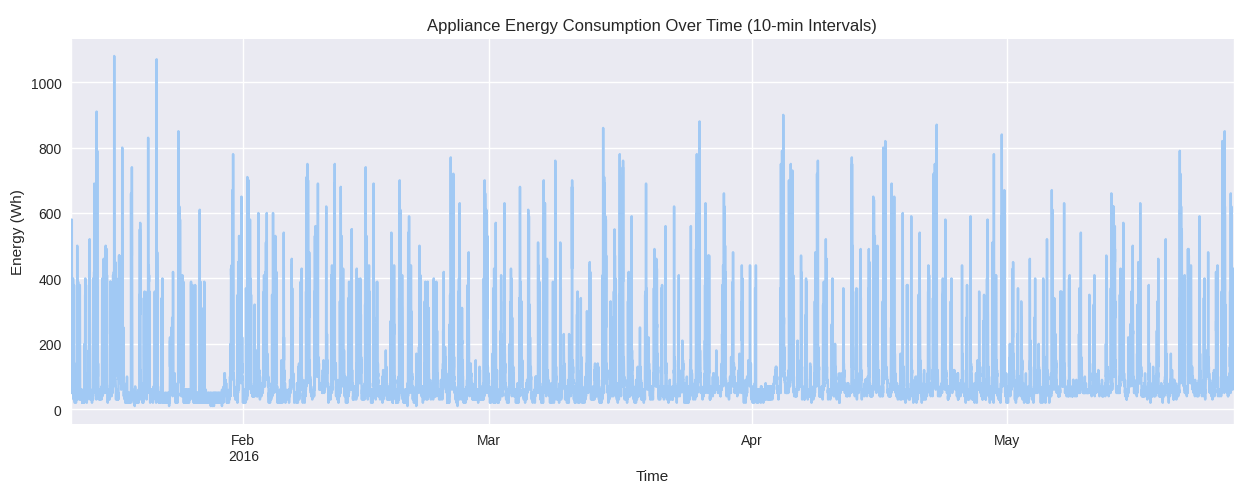 Appliance Energy Consumption Over Time (10-min Intervals)
Energy (Wh)
1000
800
600
400
200
0
Feb
2016
Mar
Apr
May
Time